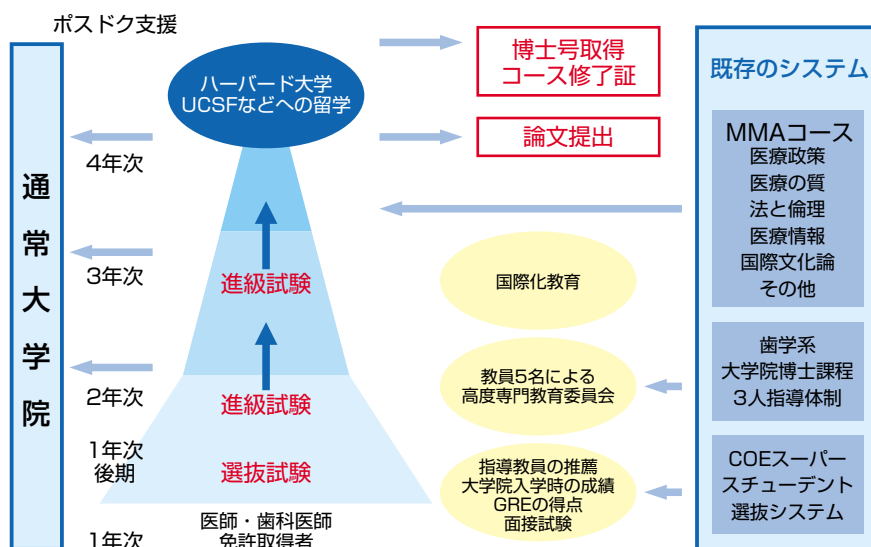 ポスドク支援
通常大学院
4年次
3年次
2年次
1年次
後期
1年次
ハーバード大学
UCSFなどへの留学
進級試験
進級試験
選抜試験
医師・歯科医師
免許取得者
博士号取得
コース修了証
論文提出
国際化教育
教員5名による
高度専門教育委員会
指導教員の推薦
大学院入学時の成績
GREの得点
面接試験
既存のシステム
MMAコース
医療政策
医療の質
法と倫理
医療情報
国際文化論
その他
歯学系
大学院博士課程
3人指導体制
COEスーパー
スチューデント
選抜システム